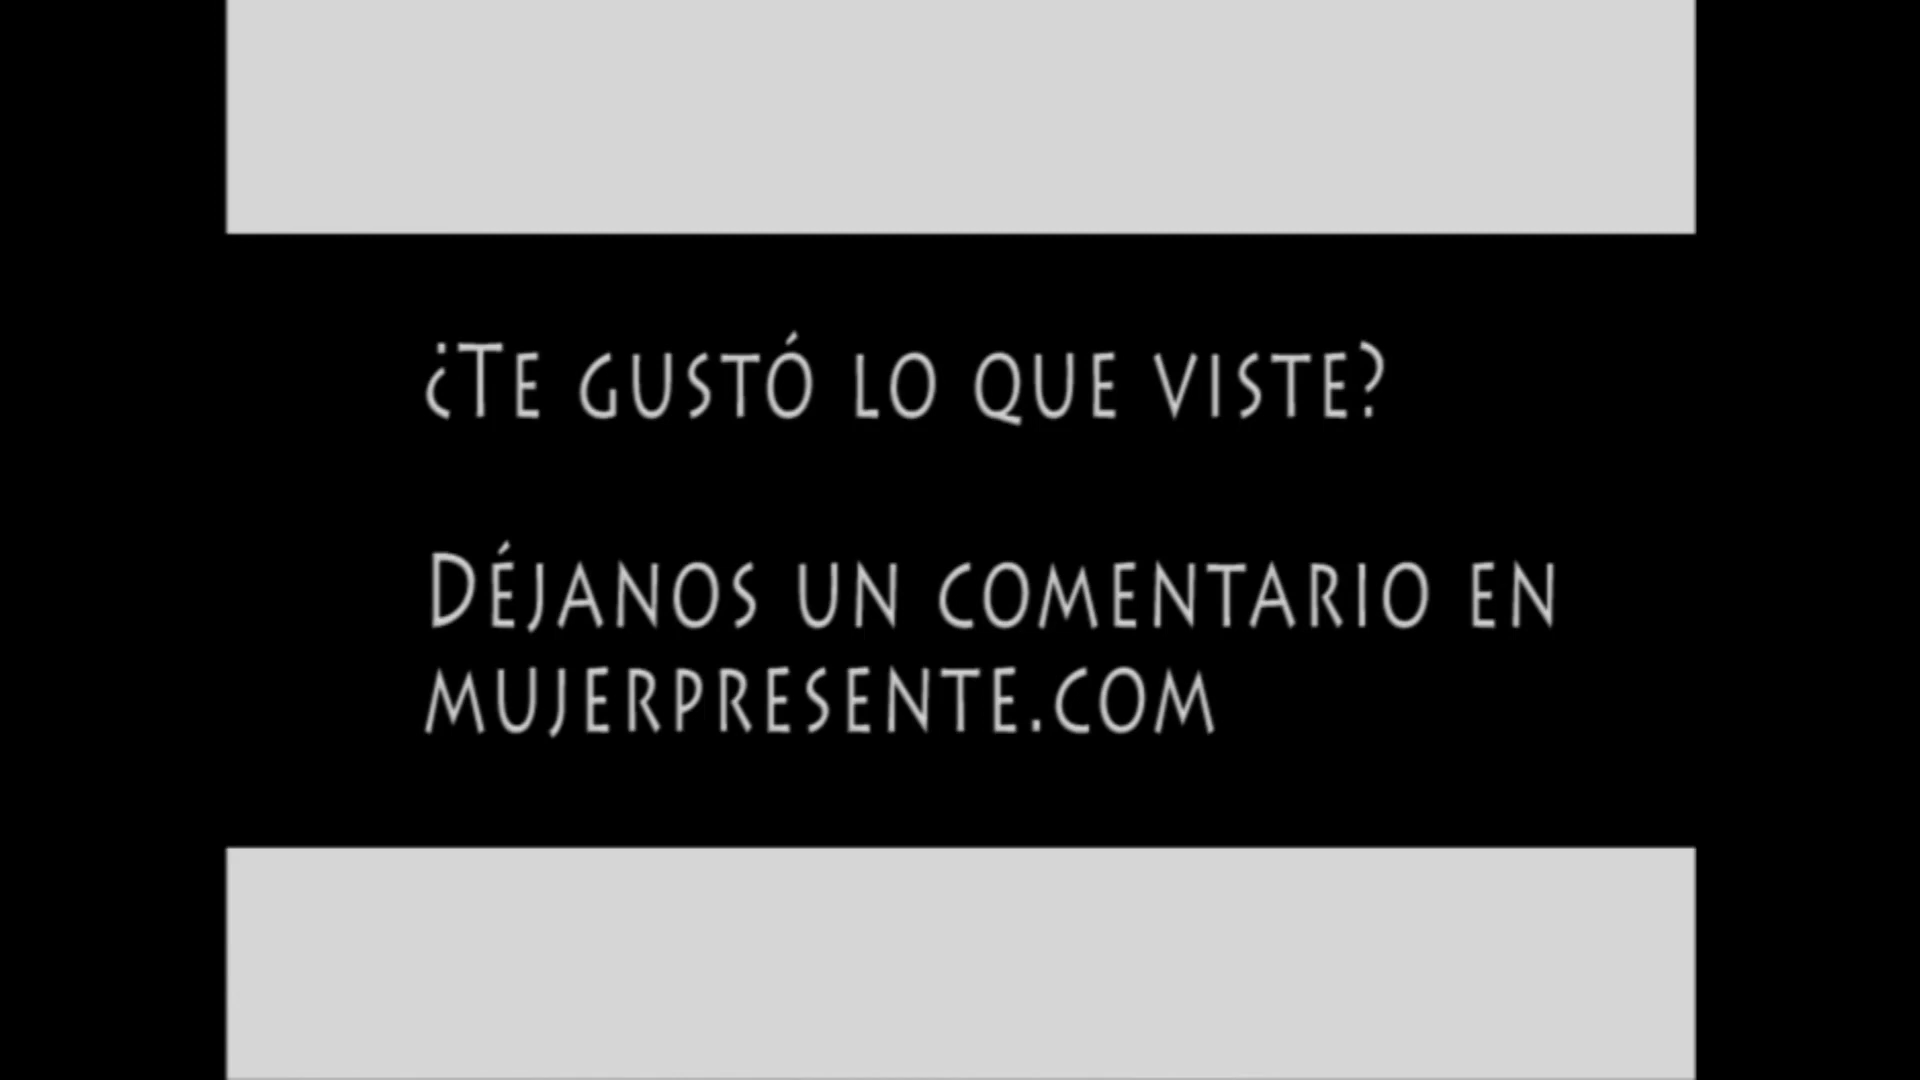 ¿Te gustó lo que viste?
Déjanos un comentario en
mujerpresente.com